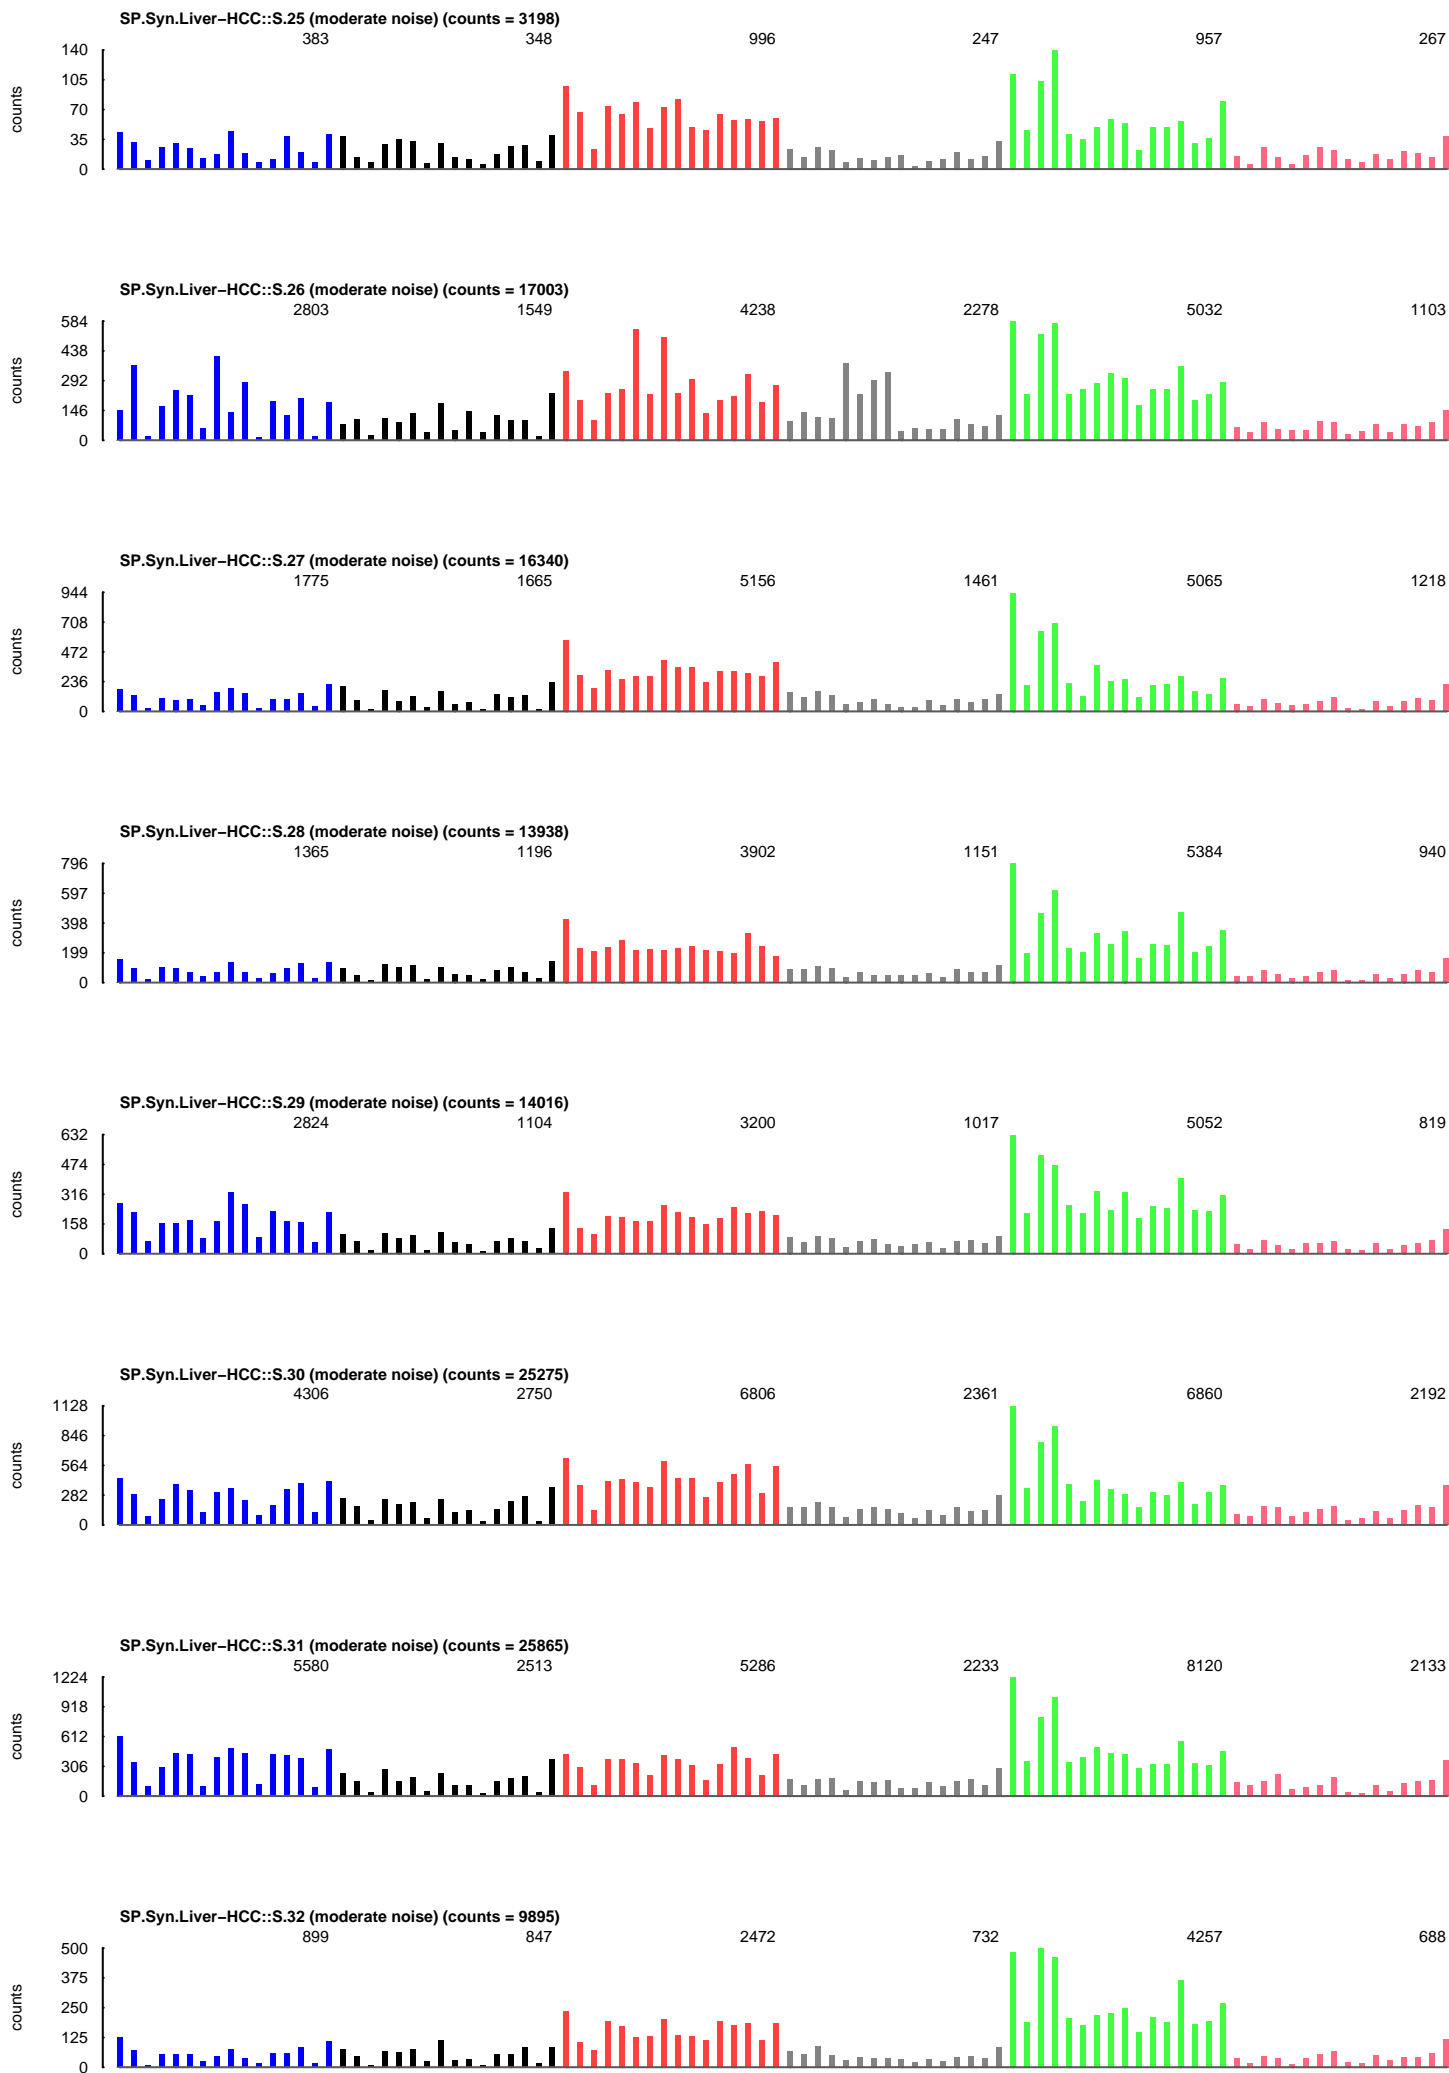 SP.Syn.Liver−HCC::S.25 (moderate noise) (counts = 3198)
383 348 996 247 957 267
140
105
70
35
0
counts
SP.Syn.Liver−HCC::S.26 (moderate noise) (counts = 17003)
2803 1549 4238 2278 5032 1103
584
438
292
146
0
counts
SP.Syn.Liver−HCC::S.27 (moderate noise) (counts = 16340)
1775 1665 5156 1461 5065 1218
944
708
472
236
0
counts
SP.Syn.Liver−HCC::S.28 (moderate noise) (counts = 13938)
1365 1196 3902 1151 5384 940
796
597
398
199
0
counts
SP.Syn.Liver−HCC::S.29 (moderate noise) (counts = 14016)
2824 1104 3200 1017 5052 819
632
474
316
158
0
counts
SP.Syn.Liver−HCC::S.30 (moderate noise) (counts = 25275)
4306 2750 6806 2361 6860 2192
1128
846
564
282
0
counts
SP.Syn.Liver−HCC::S.31 (moderate noise) (counts = 25865)
5580 2513 5286 2233 8120 2133
1224
918
612
306
0
counts
SP.Syn.Liver−HCC::S.32 (moderate noise) (counts = 9895)
899 847 2472 732 4257 688
500
375
250
125
0
counts